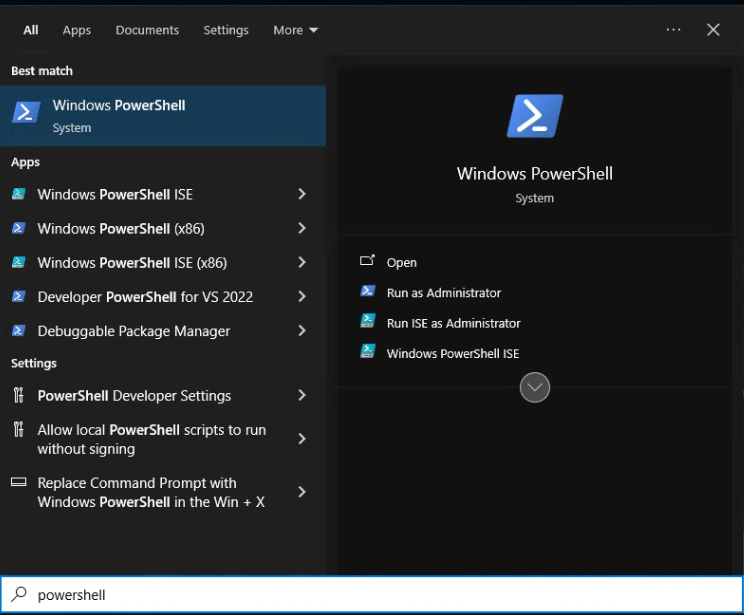 All Apps Documents Settings More
Best match
Windows PowerShell
System
Apps
Windows PowerShell ISE
Windows PowerShell (x86)
Windows PowerShell ISE (x86)
Developer PowerShell for VS 2022
Debuggable Package Manager
Settings
PowerShell Developer Settings
Allow local PowerShell scripts to run
without signing
Replace Command Prompt with
Windows PowerShell in the Win + X
Windows PowerShell
System
Open
Run as Administrator
Run ISE as Administrator
Windows PowerShell ISE
powershell